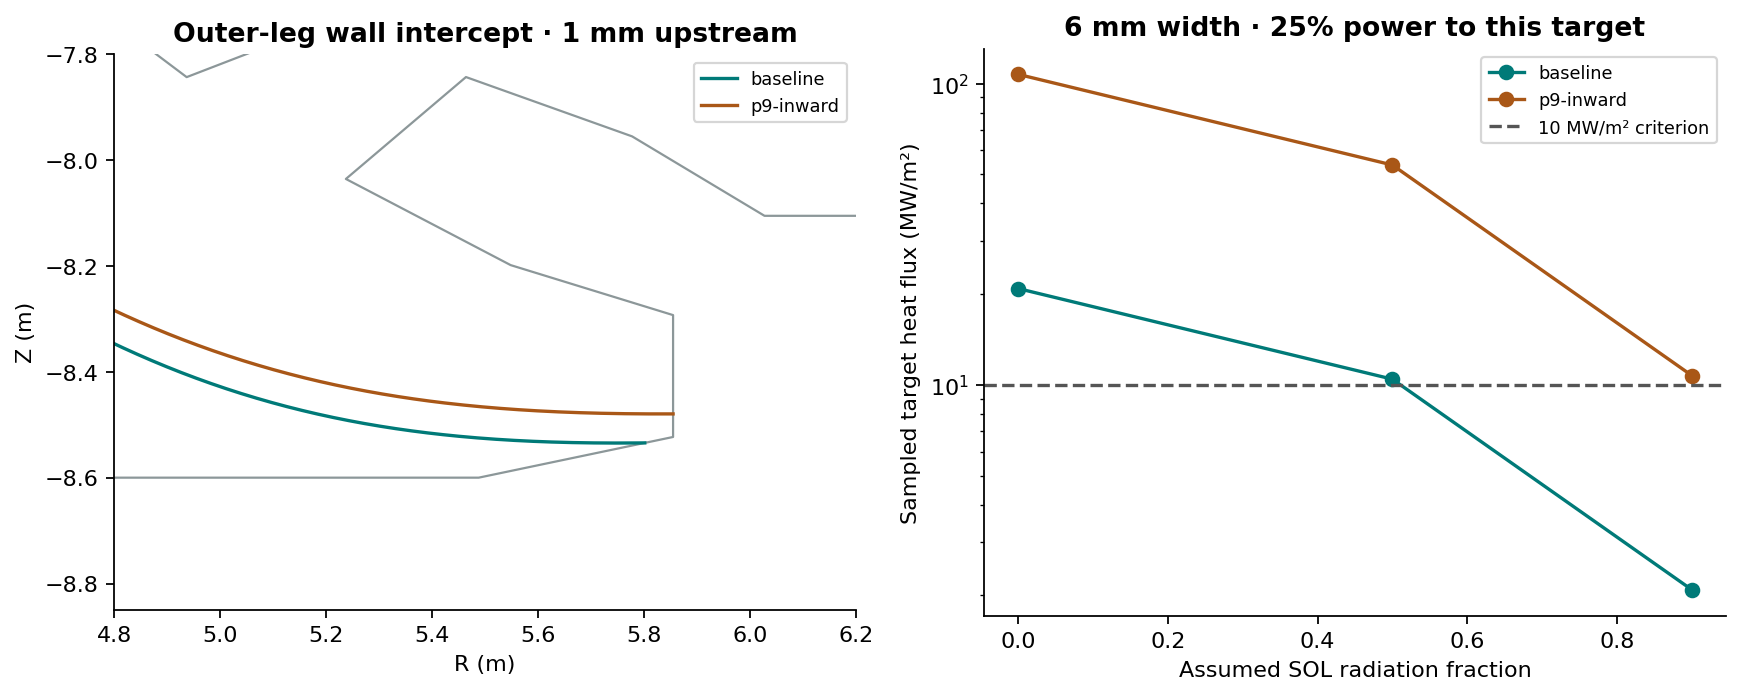 Outer-leg wall intercept · 1 mm upstream
baseline
p9-inward
−7.8
−8.0
−8.2
−8.4
−8.6
−8.8
Z (m)
4.8 5.0 5.2 5.4 5.6 5.8 6.0 6.2
R (m)
6 mm width · 25% power to this target
baseline
p9-inward
10 MW/m² criterion
10²
10¹
Sampled target heat flux (MW/m²)
0.0 0.2 0.4 0.6 0.8
Assumed SOL radiation fraction